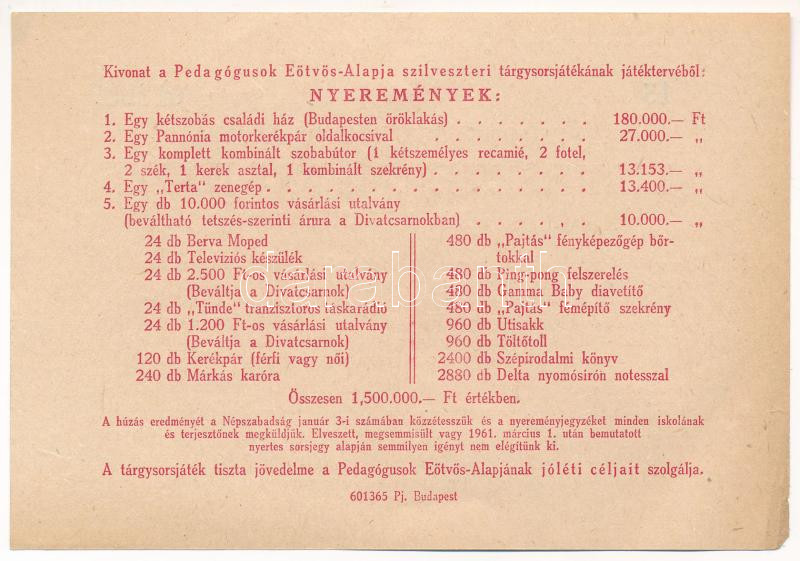 Kivonat a Pedagógusok Eötvös-Alapja szilveszteri tárgysorsjátékának játéktervéből:
NYEREMÉNYEK:
1. Egy kétszobás családi ház (Budapesten öröklakás) . . . . . . . 180.000.— Ft
2. Egy Pannónia motorkerékpár oldalkocsival . . . . . . . . . . 27.000.— „
3. Egy komplett kombinált szobabútor (1 kétszemélyes recamié, 2 fotel,
2 szék, 1 kerek asztal, 1 kombinált szekrény) . . . . . . . . 13.153.— „
4. Egy „Terta" zenegép . . . . . . . . . . . . . . . . . 13.400.— „
5. Egy db 10.000 forintos vásárlási utalvány
(beváltható tetszés-szerinti árura a Divatcsarnokban) . . . . , . 10.000.— „
24 db Berva Moped
24 db Televiziós készülék
24 db 2.500 Ft-os vásárlási utalvány
(Beváltja a Divatcsarnok)
24 db „Tünde" tranzisztoros táskarádió
24 db 1.200 Ft-os vásárlási utalvány
(Beváltja a Divatcsarnok)
120 db Kerékpár (férfi vagy női)
240 db Márkás karóra
480 db „Pajtás" fényképezőgép bőr-
tokkal
480 db Ping-pong felszerelés
480 db Gamma Baby diavetítő
480 db „Pajtás" fémépítő szekrény
960 db Utisakk
960 db Töltőtoll
2400 db Szépirodalmi könyv
2880 db Delta nyomósirón notesszal
Összesen 1,500.000.— Ft értékben.
A húzás eredményét a Népszabadság január 3-i számában közzétesszük és a nyereményjegyzéket minden iskolának
és terjesztőnek megküldjük. Elveszett, megsemmisült vagy 1961. március 1. után bemutatott
nyertes sorsjegy alapján semmilyen igényt nem elégítünk ki.
A tárgysorsjáték tiszta jövedelme a Pedagógusok Eötvös-Alapjának jóléti céljait szolgálja.
601365 Pj. Budapest
darabanth